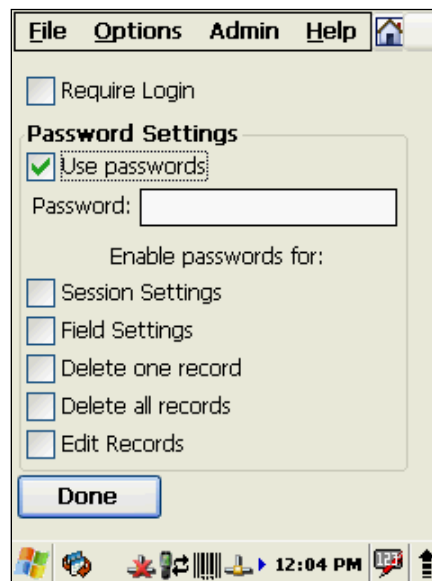 File Options Admin Help
Require Login
Password Settings
Use passwords
Password:
Enable passwords for:
Session Settings
Field Settings
Delete one record
Delete all records
Edit Records
Done
12:04 PM